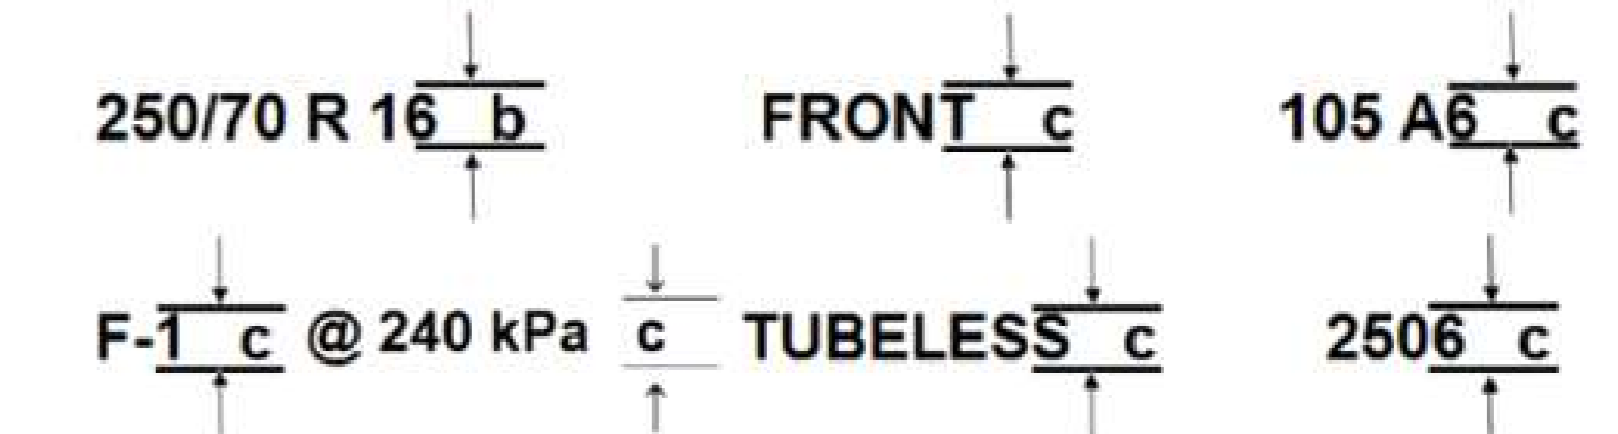 250/70 R 16 b FRONT c 105 A6 c
F-1 c @ 240 kPa c TUBELESS c 2506 c